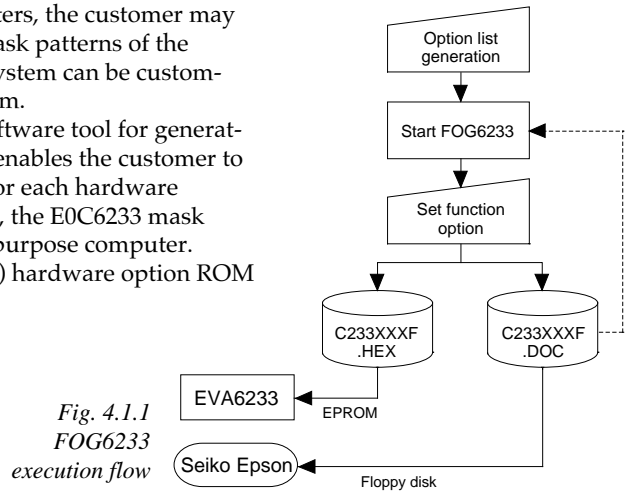 ters, the customer may
ask patterns of the
ystem can be custom-
m.
ftware tool for generat-
enables the customer to
or each hardware
, the E0C6233 mask
purpose computer.
) hardware option ROM
Option list
generation
Start FOG6233
Set function
option
C233XXXF
.HEX
C233XXXF
.DOC
EVA6233
EPROM
Seiko Epson
Floppy disk
Fig. 4.1.1
FOG6233
execution flow